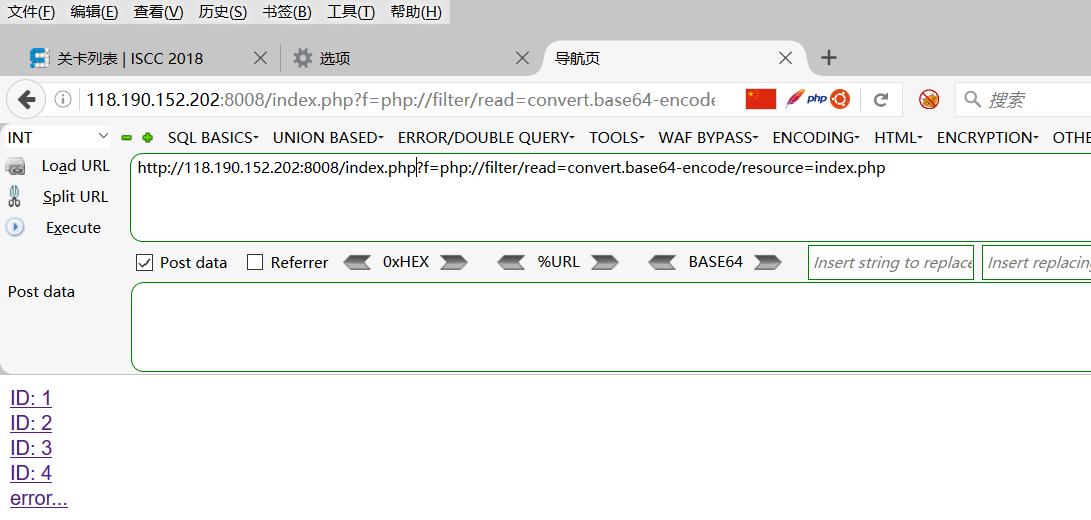 文件(F) 编辑(E) 查看(V) 历史(S) 书签(B) 工具(T) 帮助(H)
关卡列表 | ISCC 2018 选项 导航页
118.190.152.202:8008/index.php?f=php://filter/read=convert.base64-encode php 搜索
INT SQL BASICS UNION BASED ERROR/DOUBLE QUERY TOOLS WAF BYPASS ENCODING HTML ENCRYPTION OTHE
Load URL http://118.190.152.202:8008/index.php?f=php://filter/read=convert.base64-encode/resource=index.php
Split URL
Execute
Post data Referrer 0xHEX %URL BASE64 Insert string to replace Insert replacing
Post data
ID: 1
ID: 2
ID: 3
ID: 4
error...